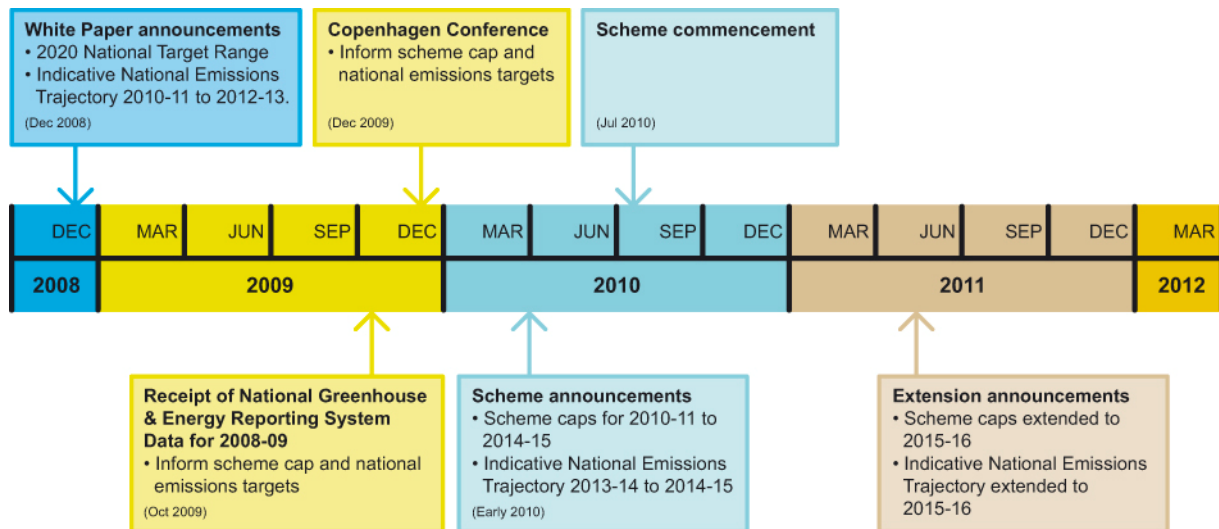 White Paper announcements
• 2020 National Target Range
• Indicative National Emissions
Trajectory 2010-11 to 2012-13.
(Dec 2008)
Copenhagen Conference
• Inform scheme cap and
national emissions targets
(Dec 2009)
Scheme commencement
(Jul 2010)
DEC MAR JUN SEP DEC MAR JUN SEP DEC MAR JUN SEP DEC MAR
2008 2009 2010 2011 2012
Receipt of National Greenhouse
& Energy Reporting System
Data for 2008-09
• Inform scheme cap and national
emissions targets
(Oct 2009)
Scheme announcements
• Scheme caps for 2010-11 to
2014-15
• Indicative National Emissions
Trajectory 2013-14 to 2014-15
(Early 2010)
Extension announcements
• Scheme caps extended to
2015-16
• Indicative National Emissions
Trajectory extended to
2015-16